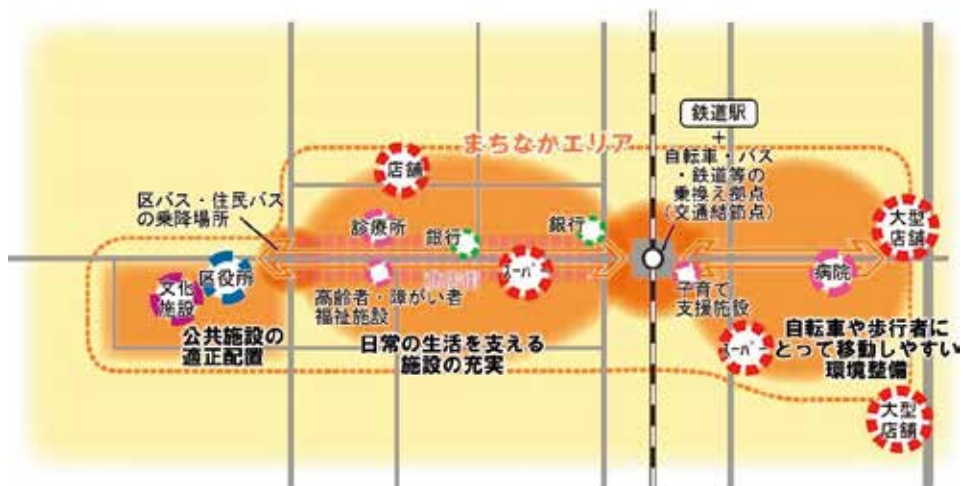 鉄道駅
+
自転車・バス
・鉄道等の
乗換え拠点
(交通結節点)
まちなかエリア
店舗
区バス・住民バス
の乗降場所
診療所
銀行
銀行
大型
店舗
区役所
文化
施設
スーパー
高齢者・障がい者
福祉施設
子育て
支援施設
病院
公共施設の
適正配置
日常の生活を支える
施設の充実
スーパー
自転車や歩行者に
とって移動しやすい
環境整備
大型
店舗